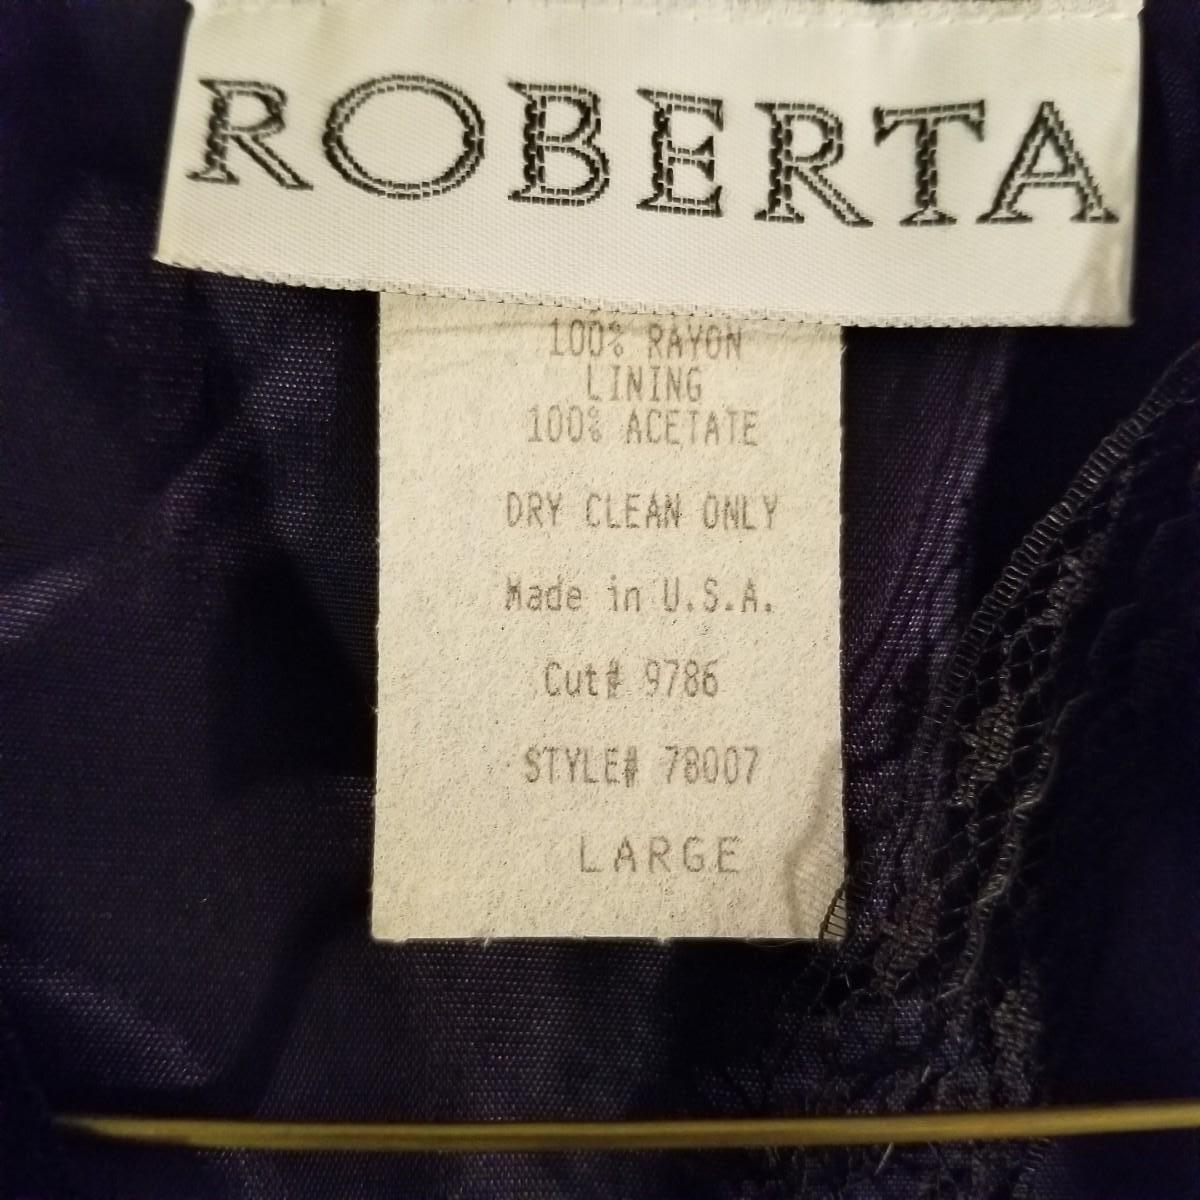 ROBERTA
100% RAYON
LINING
100% ACETATE
DRY CLEAN ONLY
Made in U.S.A.
Cut# 9786
STYLE# 78007
LARGE